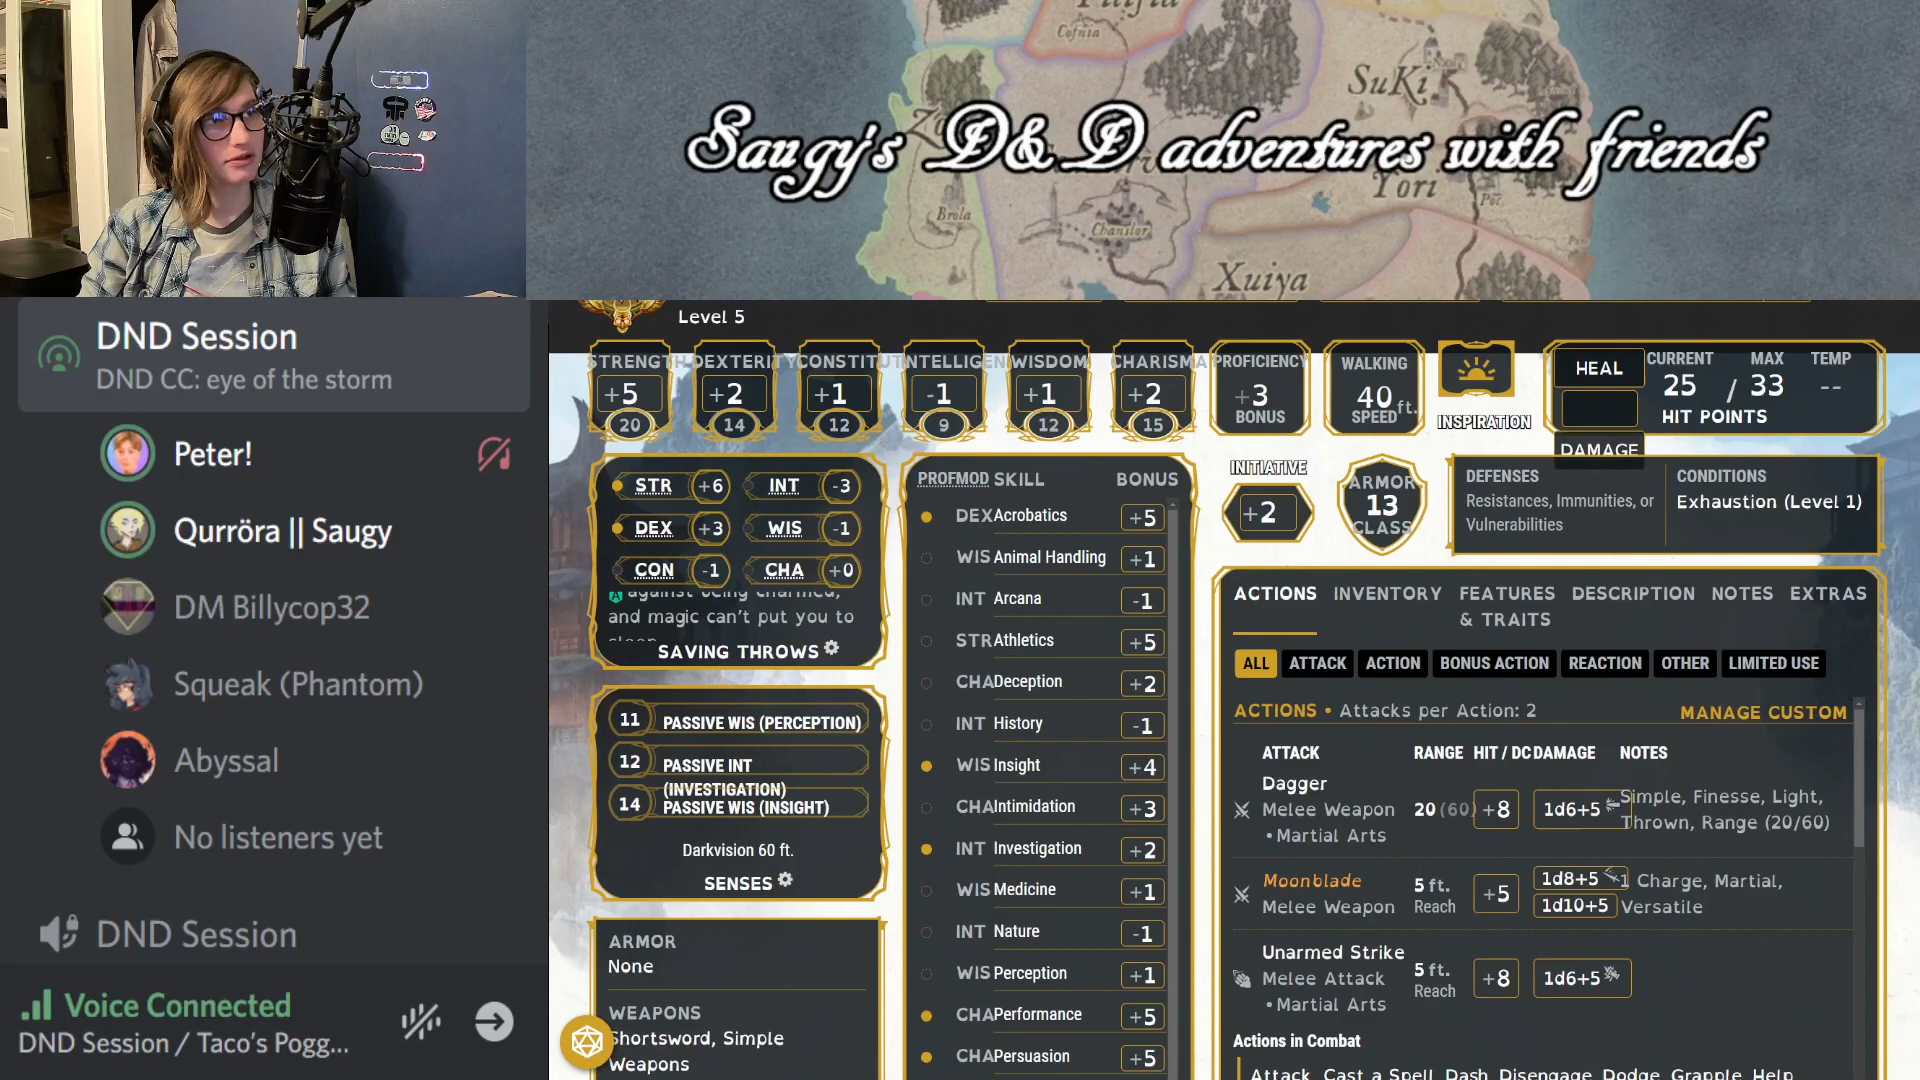 Cofnia
SuKi
Saugy's D&D adventures with friends
Tori
Brola
Chanslor
Xuiya
DND Session
DND CC: eye of the storm
Peter!
Qurröra || Saugy
DM Billycop32
Squeak (Phantom)
Abyssal
No listeners yet
DND Session
Voice Connected
DND Session / Taco's Pogg...
Level 5
STRENGTH
+5
20
DEXTERITY
+2
14
CONSTITUT
+1
12
INTELLIGEN
-1
9
WISDOM
+1
12
CHARISMA
+2
15
PROFICIENCY
+3
BONUS
WALKING
40 ft.
SPEED
INSPIRATION
HEAL
DAMAGE
CURRENT MAX TEMP
25 / 33 --
HIT POINTS
STR +6 INT -3
DEX +3 WIS -1
CON -1 CHA +0
against being charmed,
and magic can't put you to
sleep
SAVING THROWS
11 PASSIVE WIS (PERCEPTION)
12 PASSIVE INT
(INVESTIGATION)
14 PASSIVE WIS (INSIGHT)
Darkvision 60 ft.
SENSES
ARMOR
None
WEAPONS
Shortsword, Simple
Weapons
PROF MOD SKILL BONUS
DEX Acrobatics +5
WIS Animal Handling +1
INT Arcana -1
STR Athletics +5
CHA Deception +2
INT History -1
WIS Insight +4
CHA Intimidation +3
INT Investigation +2
WIS Medicine +1
INT Nature -1
WIS Perception +1
CHA Performance +5
CHA Persuasion +5
INITIATIVE
+2
ARMOR
13
CLASS
DEFENSES
Resistances, Immunities, or
Vulnerabilities
CONDITIONS
Exhaustion (Level 1)
ACTIONS INVENTORY FEATURES & TRAITS DESCRIPTION NOTES EXTRAS
ALL ATTACK ACTION BONUS ACTION REACTION OTHER LIMITED USE
ACTIONS • Attacks per Action: 2 MANAGE CUSTOM
ATTACK RANGE HIT / DC DAMAGE NOTES
Dagger
Melee Weapon
• Martial Arts
20 (60) +8 1d6+5
Simple, Finesse, Light,
Thrown, Range (20/60)
Moonblade
Melee Weapon
5 ft.
Reach
+5
1d8+5
1d10+5
1 Charge, Martial,
Versatile
Unarmed Strike
Melee Attack
• Martial Arts
5 ft.
Reach
+8 1d6+5
Actions in Combat
Attack, Cast a Spell, Dash, Disengage, Dodge, Grapple, Help,